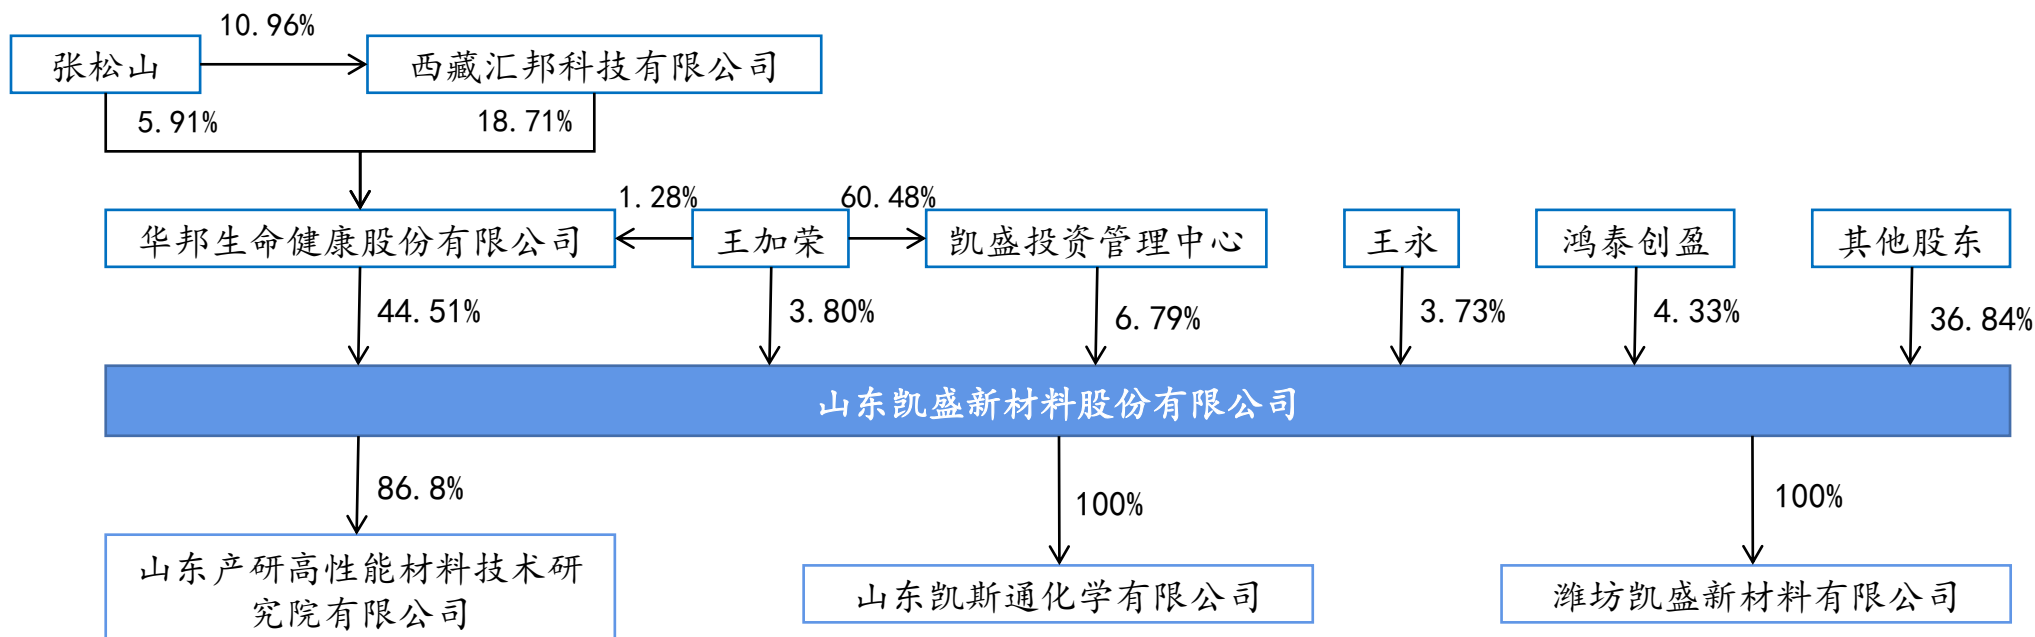 10.96%
张松山
西藏汇邦科技有限公司
5.91%
18.71%
1.28%
60.48%
华邦生命健康股份有限公司
王加荣
凯盛投资管理中心
王永
鸿泰创盈
其他股东
44.51%
3.80%
6.79%
3.73%
4.33%
36.84%
山东凯盛新材料股份有限公司
86.8%
100%
100%
山东产研高性能材料技术研
究院有限公司
山东凯斯通化学有限公司
潍坊凯盛新材料有限公司